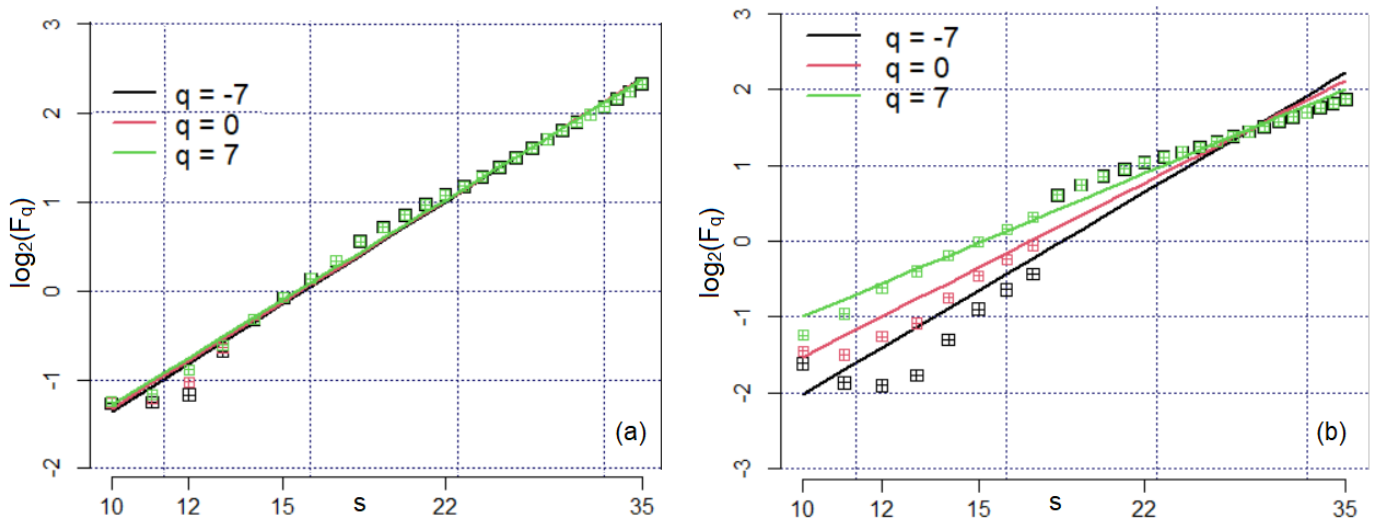 3
2
1
0
-1
-2
log₂(Fq)
q = -7
q = 0
q = 7
(a)
10
12
15
s
22
35
3
2
1
0
-1
-2
-3
log₂(Fq)
q = -7
q = 0
q = 7
(b)
10
12
15
s
22
35